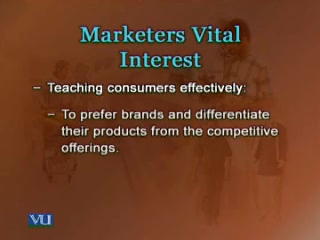 Marketers Vital
Interest
– Teaching consumers effectively:
– To prefer brands and differentiate
their products from the competitive
offerings.
VU